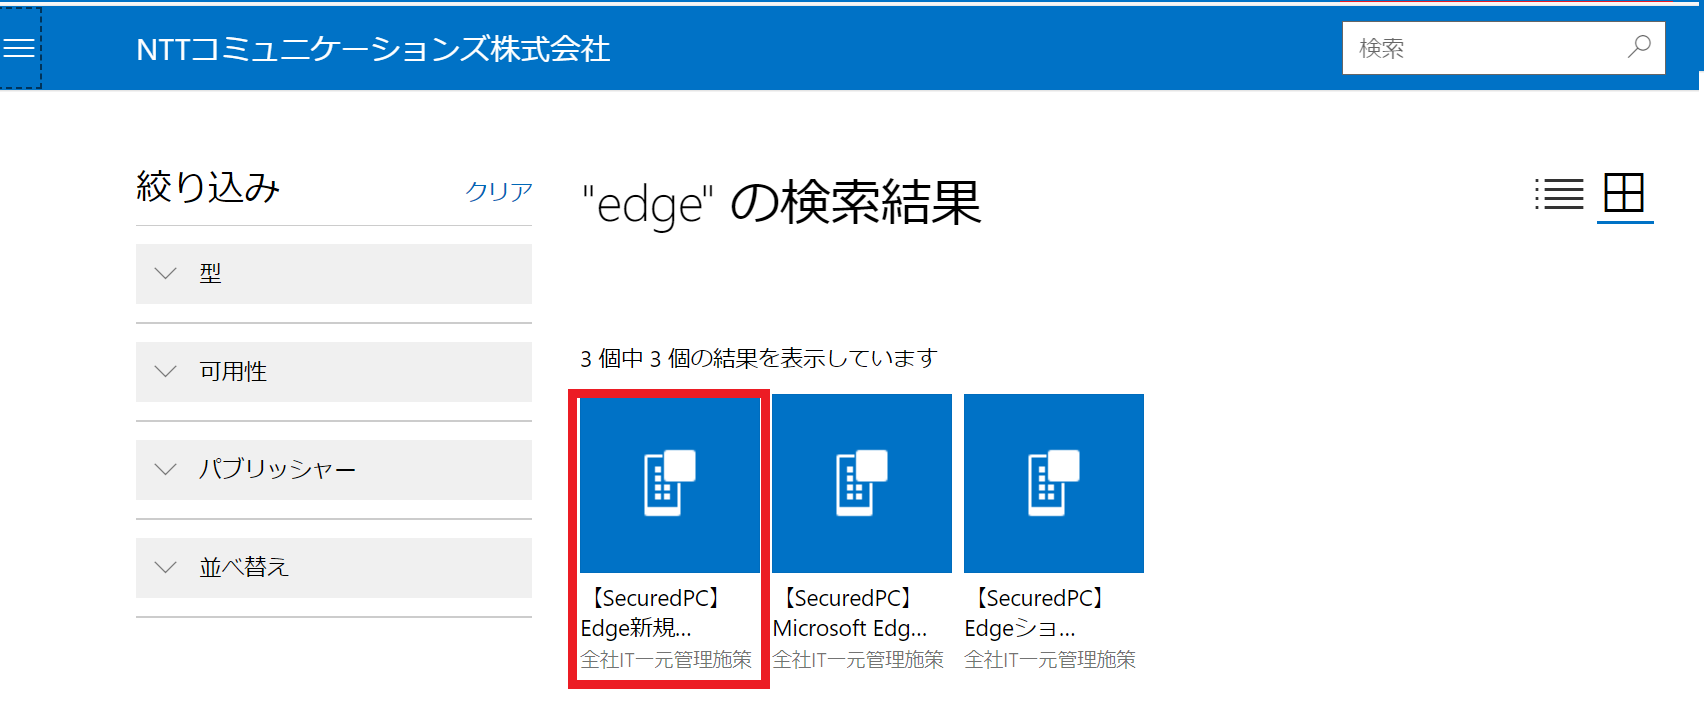 NTTコミュニケーションズ株式会社
検索
絞り込み
クリア
"edge" の検索結果
型
可用性
パブリッシャー
並べ替え
3 個中 3 個の結果を表示しています
【SecuredPC】
Edge新規...
全社IT一元管理施策
【SecuredPC】
Microsoft Edg...
全社IT一元管理施策
【SecuredPC】
Edgeショ...
全社IT一元管理施策